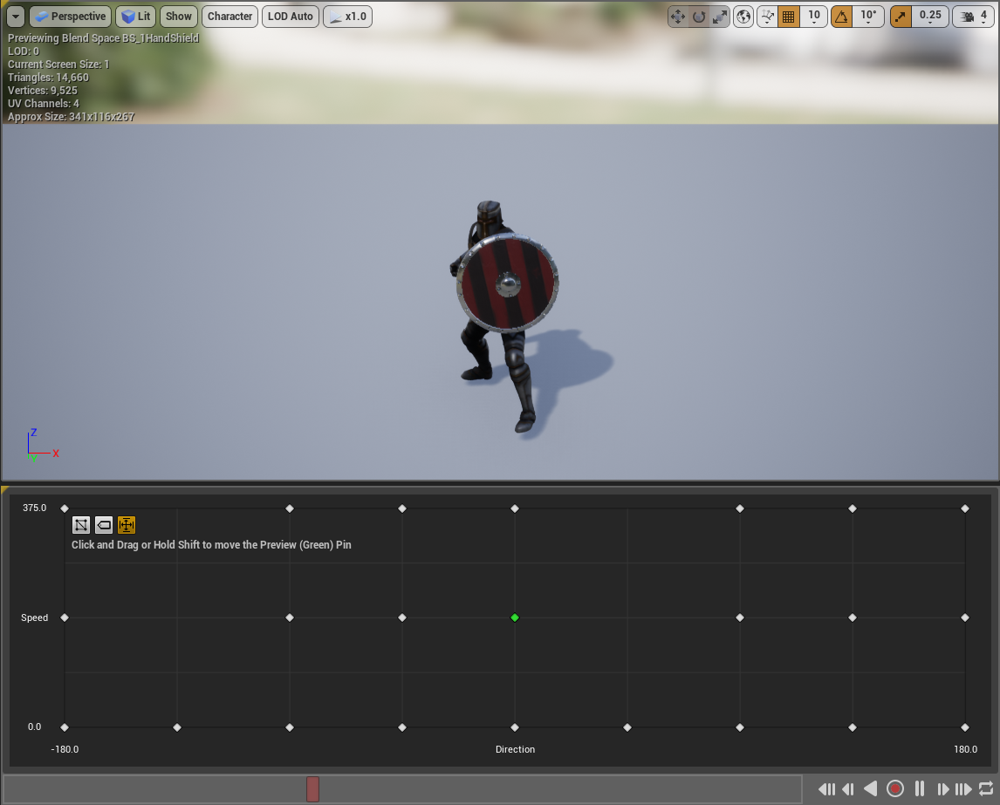 Perspective Lit Show Character LOD Auto x1.0 10 10° 0.25 4
Previewing Blend Space BS_1HandShield
LOD: 0
Current Screen Size: 1
Triangles: 14,660
Vertices: 9,525
UV Channels: 4
Approx Size: 341x116x267
Z
X
375.0
Click and Drag or Hold Shift to move the Preview (Green) Pin
Speed
0.0
-180.0 Direction 180.0